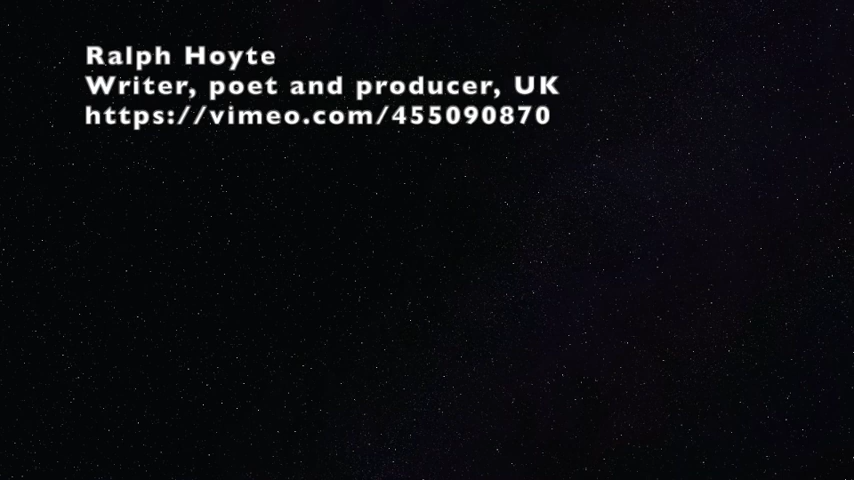 Ralph Hoyte
Writer, poet and producer, UK
https://vimeo.com/455090870